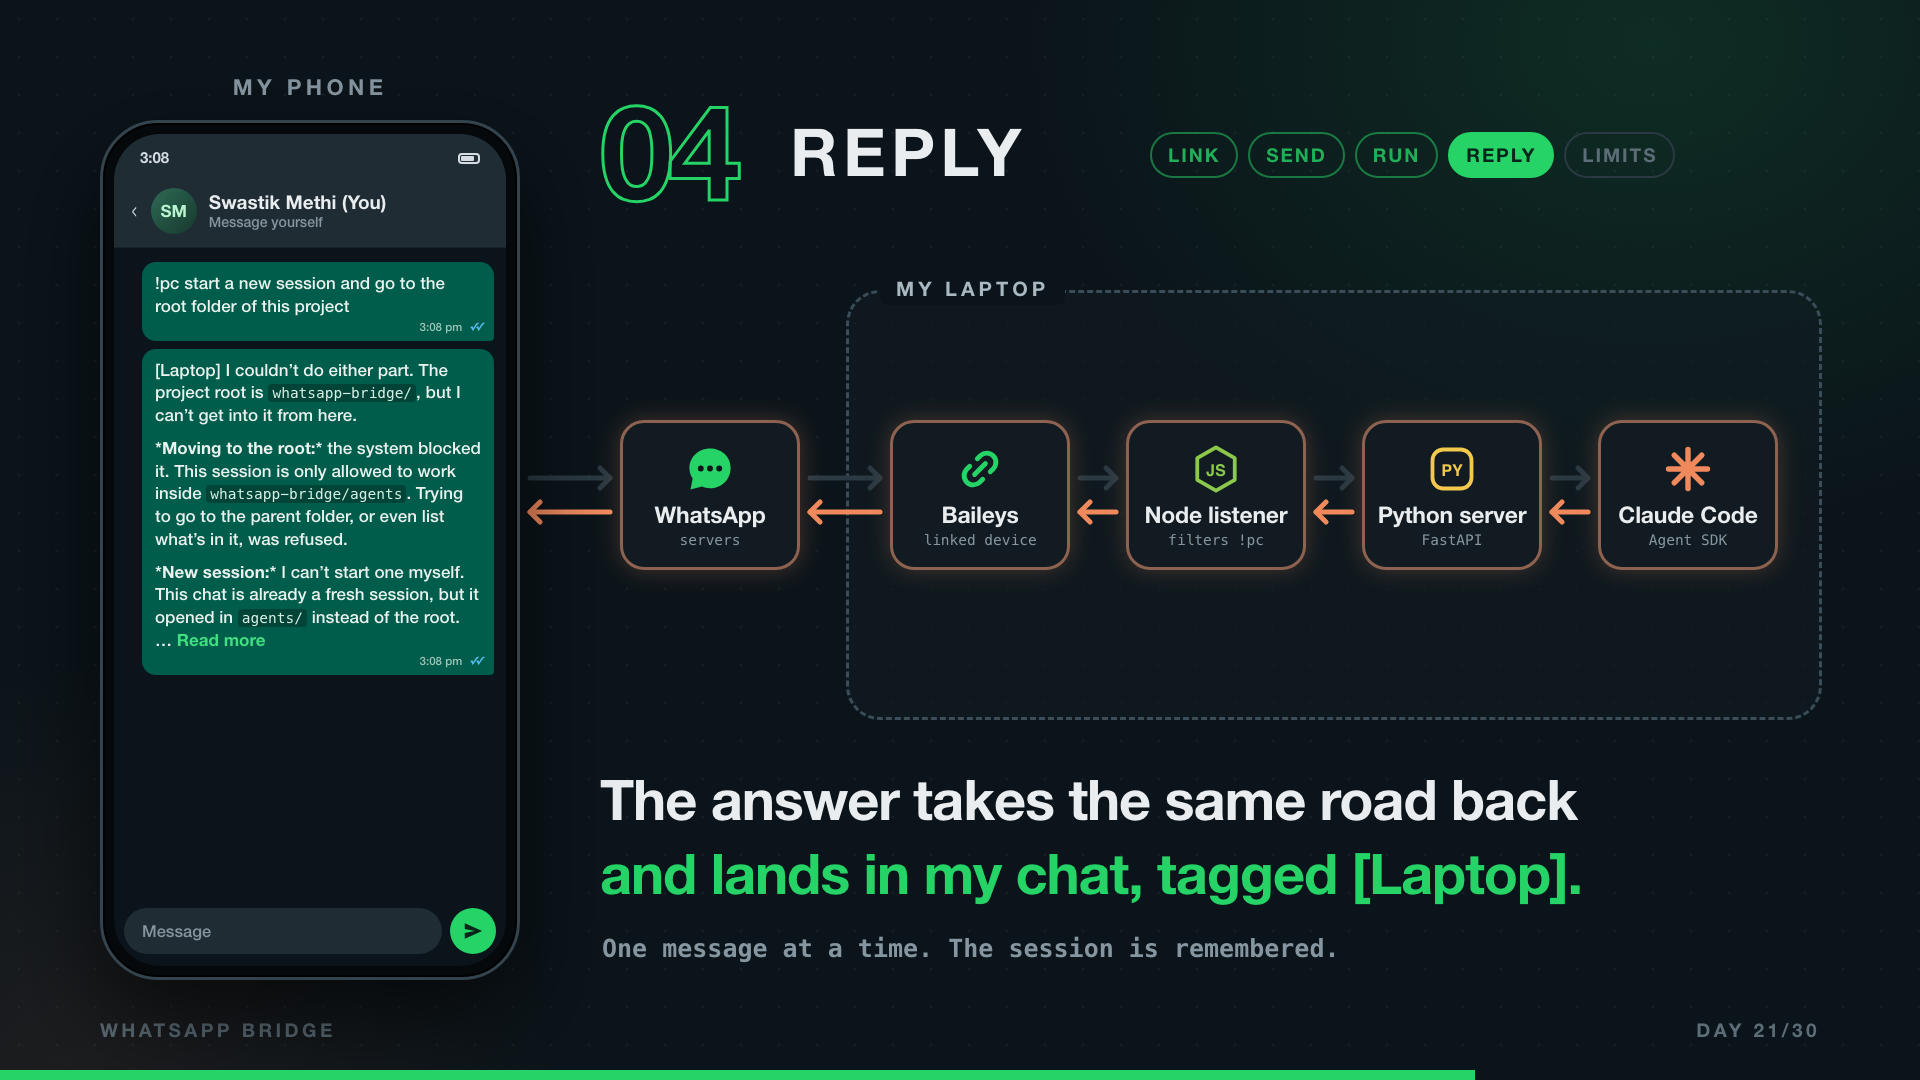 MY PHONE
3:08
SM
Swastik Methi (You)
Message yourself
!pc start a new session and go to the
root folder of this project
3:08 pm
[Laptop] I couldn’t do either part. The
project root is whatsapp-bridge/, but I
can’t get into it from here.
*Moving to the root:* the system blocked
it. This session is only allowed to work
inside whatsapp-bridge/agents. Trying
to go to the parent folder, or even list
what’s in it, was refused.
*New session:* I can’t start one myself.
This chat is already a fresh session, but it
opened in agents/ instead of the root.
… Read more
3:08 pm
Message
04 REPLY
LINK SEND RUN REPLY LIMITS
MY LAPTOP
WhatsApp
servers
Baileys
linked device
JS
Node listener
filters !pc
PY
Python server
FastAPI
Claude Code
Agent SDK
The answer takes the same road back
and lands in my chat, tagged [Laptop].
One message at a time. The session is remembered.
WHATSAPP BRIDGE
DAY 21/30